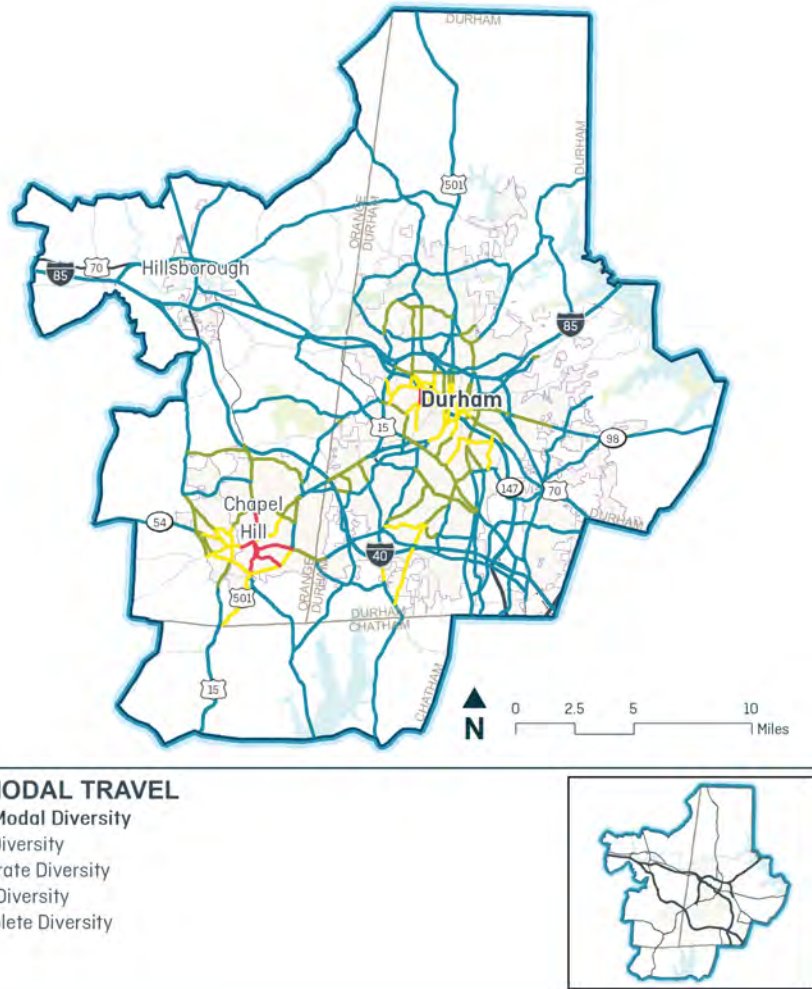 DURHAM
DURHAM
501
ORANGE
DURHAM
85
70
Hillsborough
85
Durham
15
98
147
70
Chapel
Hill
54
DURHAM
40
501
ORANGE
DURHAM
DURHAM
CHATHAM
15
CHATHAM
N
0 2.5 5 10
Miles
ODAL TRAVEL
Modal Diversity
Diversity
rate Diversity
Diversity
lete Diversity